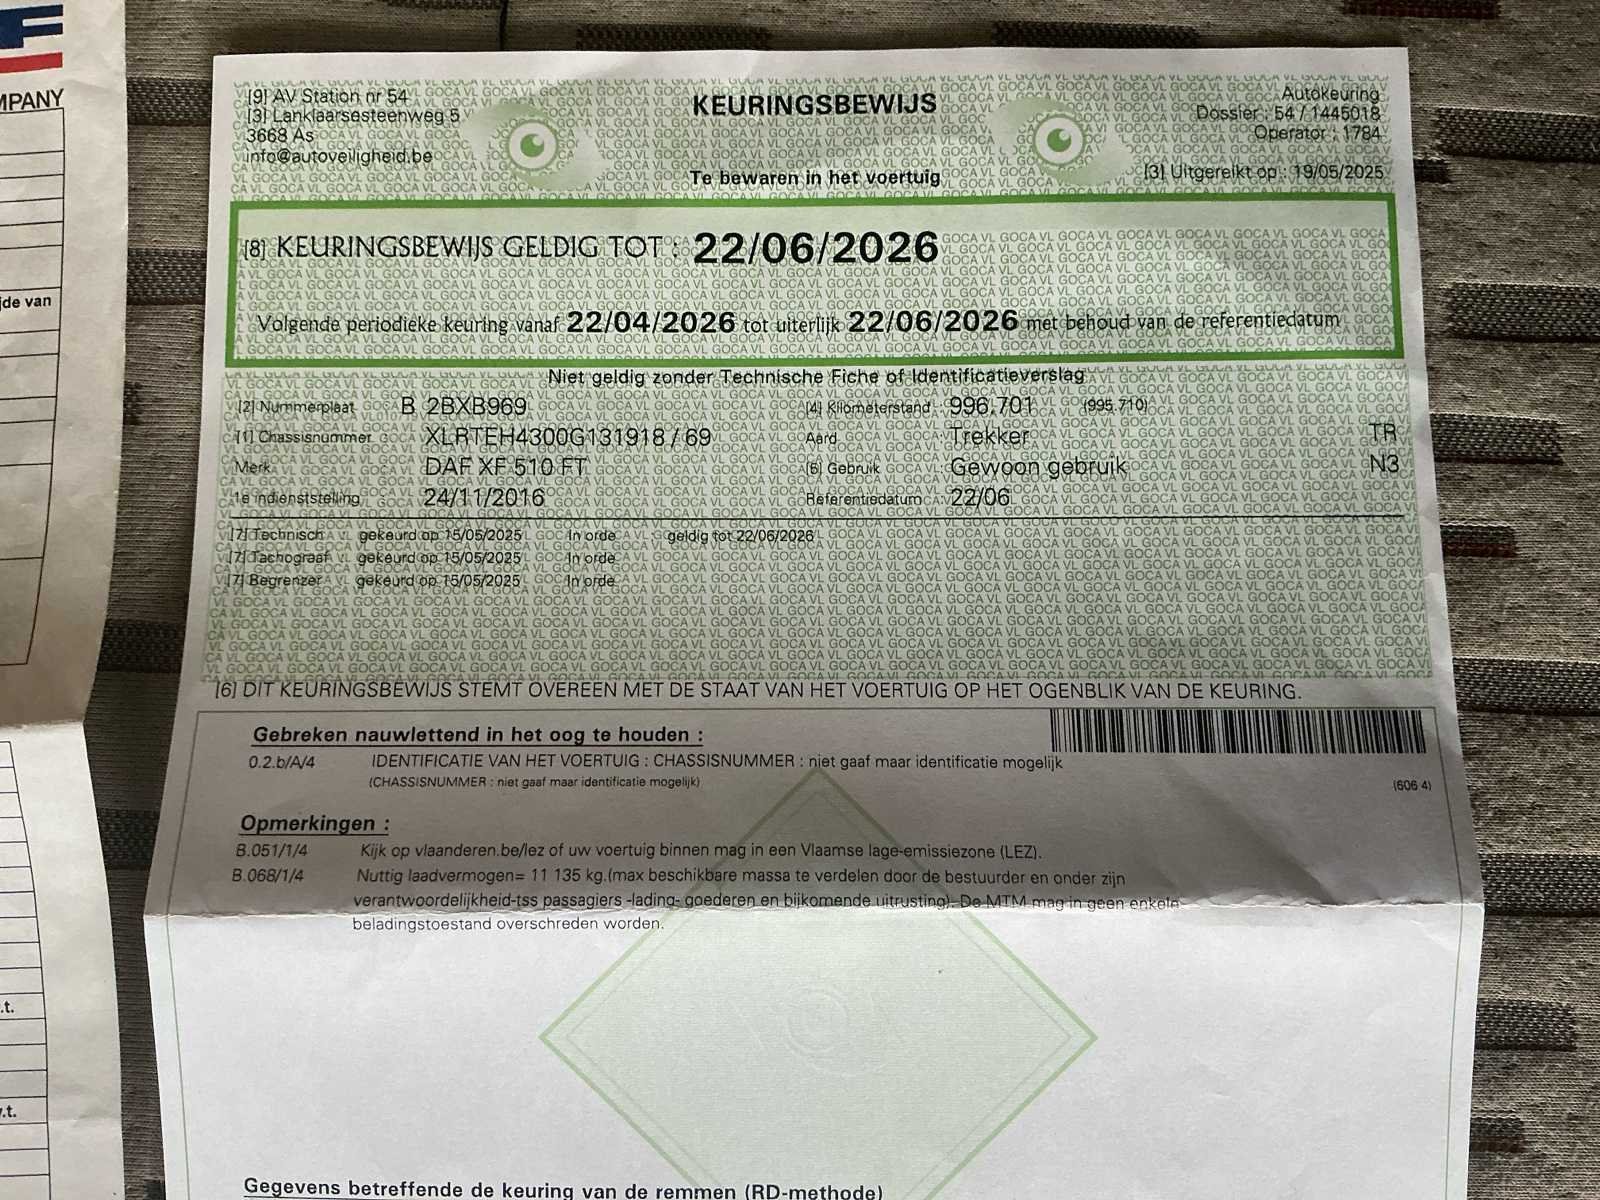 F
MPANY
jde van
.t.
v.t.
[9] AV Station nr 54
[3] Lanklaarsesteenweg 5
3668 As
info@autoveiligheid.be
KEURINGSBEWIJS
Te bewaren in het voertuig
Autokeuring
Dossier : 54 / 1445018
Operator : 1784
[3] Uitgereikt op : 19/05/2025
[8] KEURINGSBEWIJS GELDIG TOT : 22/06/2026
Volgende periodieke keuring vanaf 22/04/2026 tot uiterlijk 22/06/2026 met behoud van de referentiedatum
Niet geldig zonder Technische Fiche of Identificatieverslag
[2] Nummerplaat B 2BXB969 [4] Kilometerstand : 996.701 (995.710)
[1] Chassisnummer XLRTEH4300G131918 / 69 Aard : Trekker TR
Merk DAF XF 510 FT [5] Gebruik : Gewoon gebruik N3
1e indienststelling 24/11/2016 Referentiedatum : 22/06
[7] Technisch gekeurd op 15/05/2025 In orde geldig tot 22/06/2026
[7] Tachograaf gekeurd op 15/05/2025 In orde
[7] Begrenzer gekeurd op 15/05/2025 In orde
[6] DIT KEURINGSBEWIJS STEMT OVEREEN MET DE STAAT VAN HET VOERTUIG OP HET OGENBLIK VAN DE KEURING.
Gebreken nauwlettend in het oog te houden :
0.2.b/A/4 IDENTIFICATIE VAN HET VOERTUIG : CHASSISNUMMER : niet gaaf maar identificatie mogelijk
(CHASSISNUMMER : niet gaaf maar identificatie mogelijk)
(606 4)
Opmerkingen :
B.051/1/4 Kijk op vlaanderen.be/lez of uw voertuig binnen mag in een Vlaamse lage-emissiezone (LEZ).
B.068/1/4 Nuttig laadvermogen= 11 135 kg.(max beschikbare massa te verdelen door de bestuurder en onder zijn
verantwoordelijkheid-tss passagiers -lading- goederen en bijkomende uitrusting). De MTM mag in geen enkele
beladingstoestand overschreden worden.
Gegevens betreffende de keuring van de remmen (RD-methode)